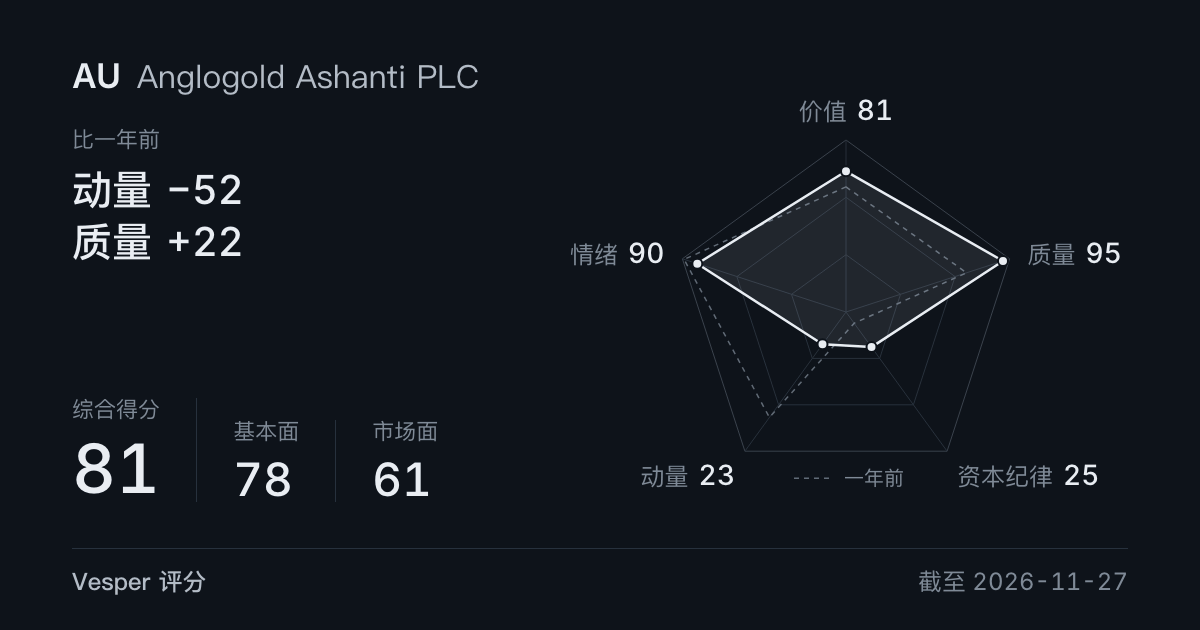 AU Anglogold Ashanti PLC
比一年前
动量 −52
质量 +22
价值 81
情绪 90
质量 95
动量 23
一年前
资本纪律 25
综合得分
81
基本面
78
市场面
61
Vesper 评分
截至 2026-11-27